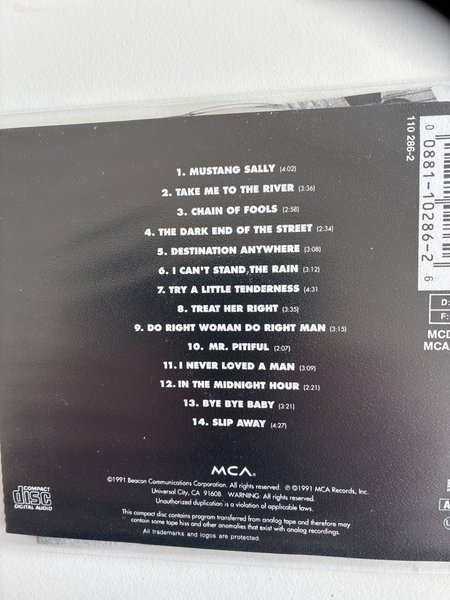 1. MUSTANG SALLY (4:02)
2. TAKE ME TO THE RIVER (3:36)
3. CHAIN OF FOOLS (2:58)
4. THE DARK END OF THE STREET (2:34)
5. DESTINATION ANYWHERE (3:08)
6. I CAN'T STAND THE RAIN (3:12)
7. TRY A LITTLE TENDERNESS (4:31
8. TREAT HER RIGHT (3:35)
9. DO RIGHT WOMAN DO RIGHT MAN (3:15)
10. MR. PITIFUL (2:07)
11. I NEVER LOVED A MAN (3:09)
12. IN THE MIDNIGHT HOUR (2:21)
13. BYE BYE BABY (3:21)
14. SLIP AWAY (4:27)
MCA®
©1991 Beacon Communications Corporation. All rights reserved. ℗©1991 MCA Records, Inc.
Universal City, CA 91608 WARNING: All rights reserved.
Unauthorized duplication is a violation of applicable laws.
This compact disc contains program transferred from analog tape and therefore may
contain some tape hiss and other anomalies that exist with analog recordings.
All trademarks and logos are protected
COMPACT
disc
DIGITAL AUDIO
110 286-2
0 0881-10286-2 6
D:
F:
MCD
MCA